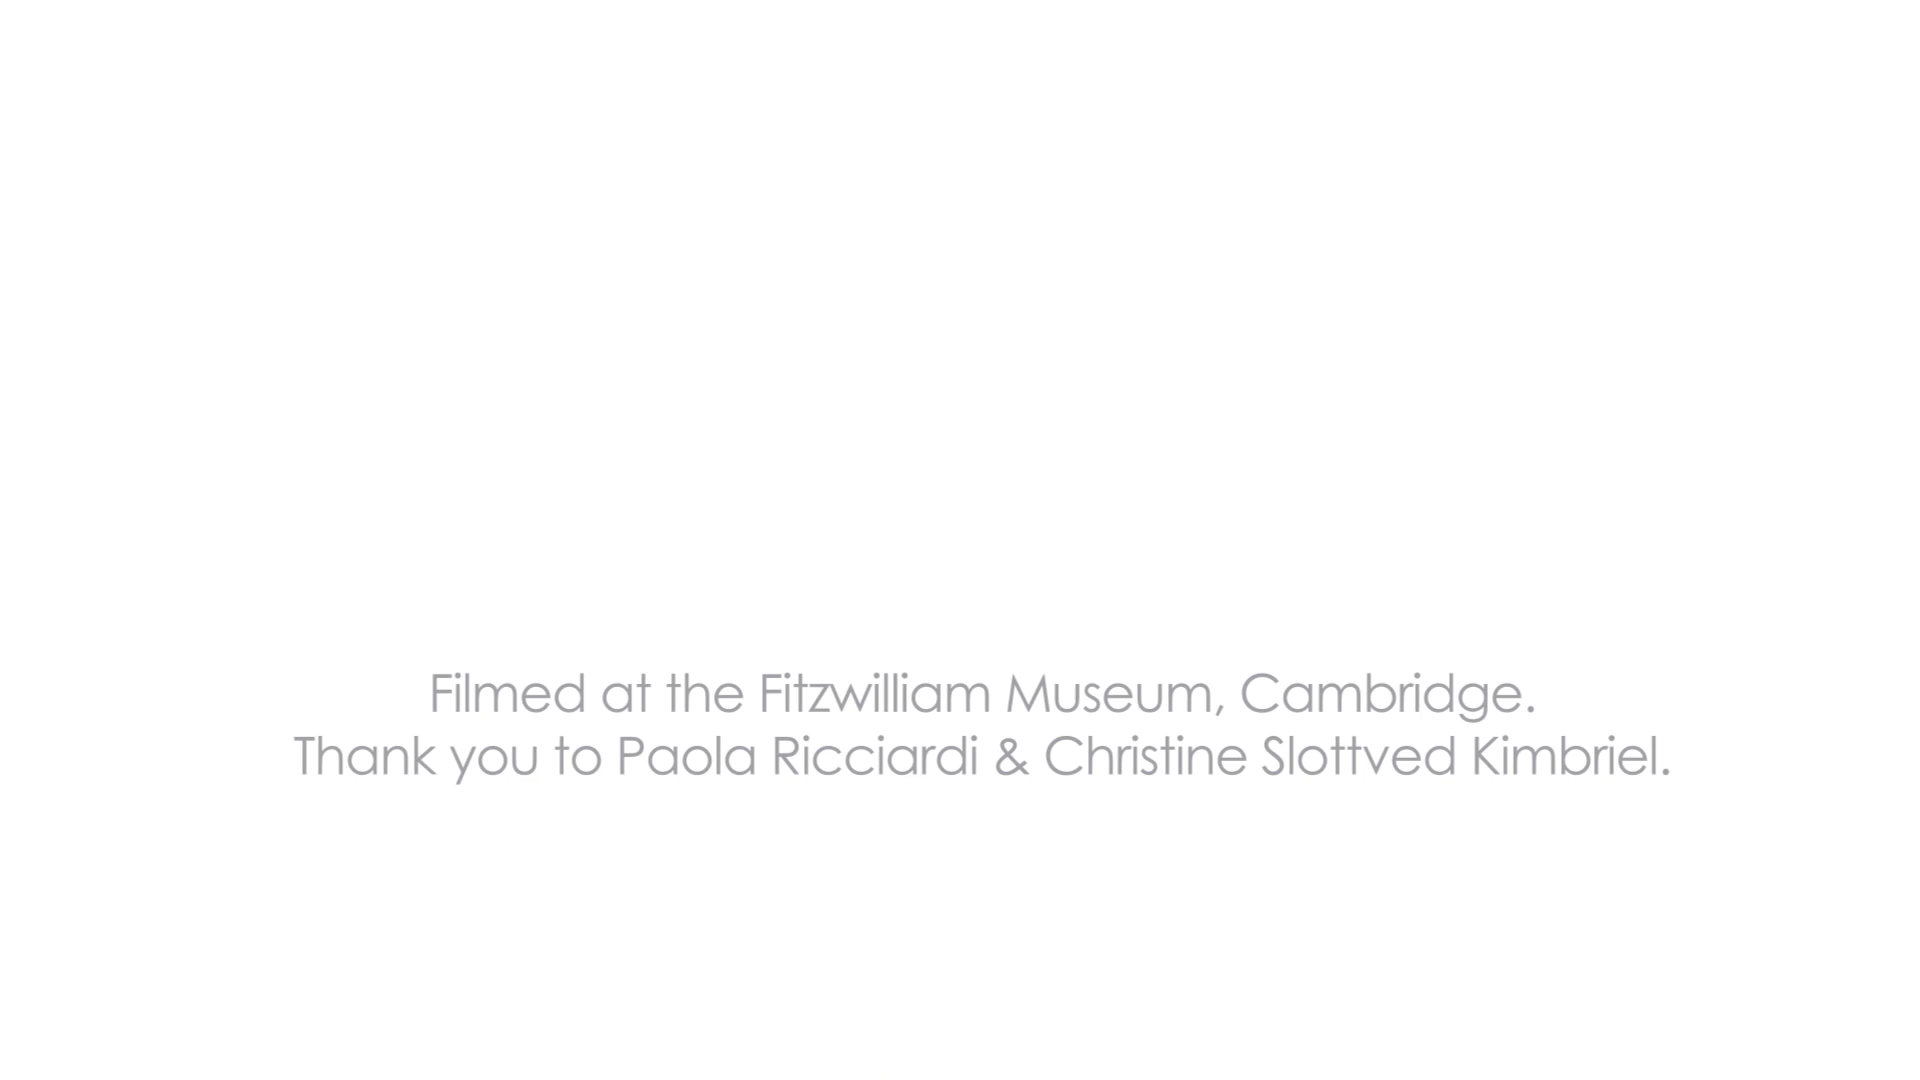 Filmed at the Fitzwilliam Museum, Cambridge.
Thank you to Paola Ricciardi & Christine Slottved Kimbriel.